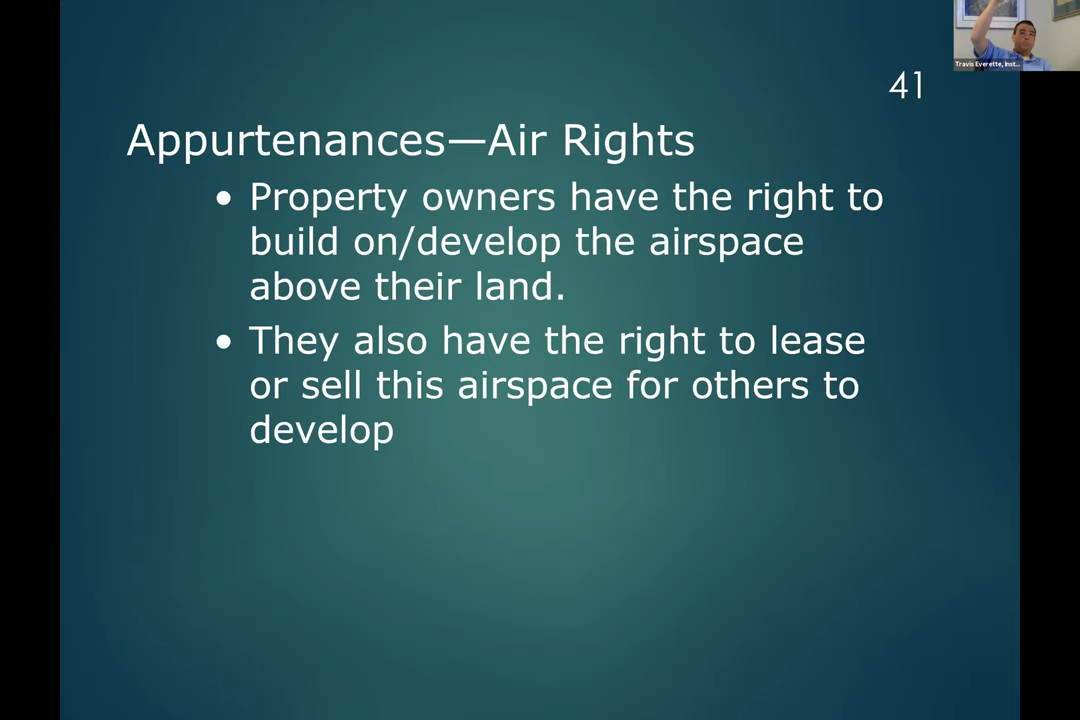 Travis Everette, Inst...
41
Appurtenances—Air Rights
• Property owners have the right to
build on/develop the airspace
above their land.
• They also have the right to lease
or sell this airspace for others to
develop